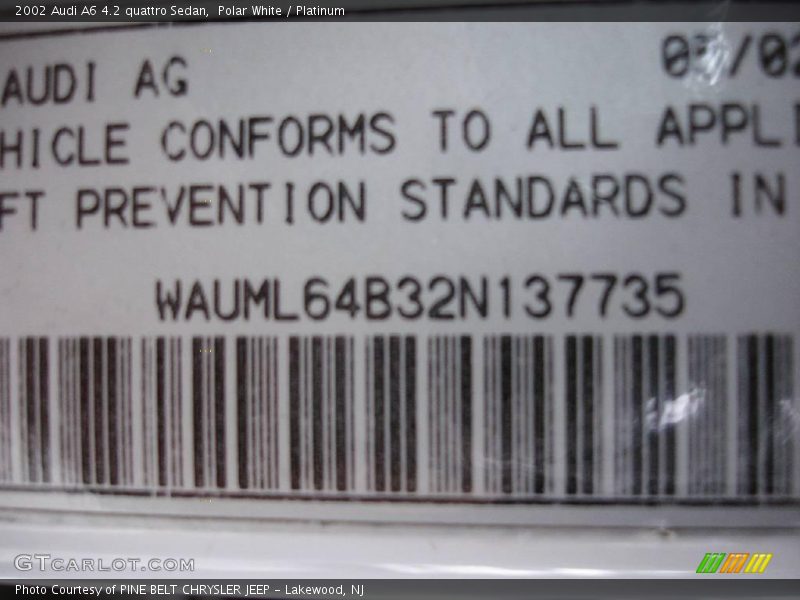 2002 Audi A6 4.2 quattro Sedan, Polar White / Platinum
AUDI AG
HICLE CONFORMS TO ALL APPLI
FT PREVENTION STANDARDS IN
WAUML64B32N137735
GTCARLOT.COM
Photo Courtesy of PINE BELT CHRYSLER JEEP - Lakewood, NJ